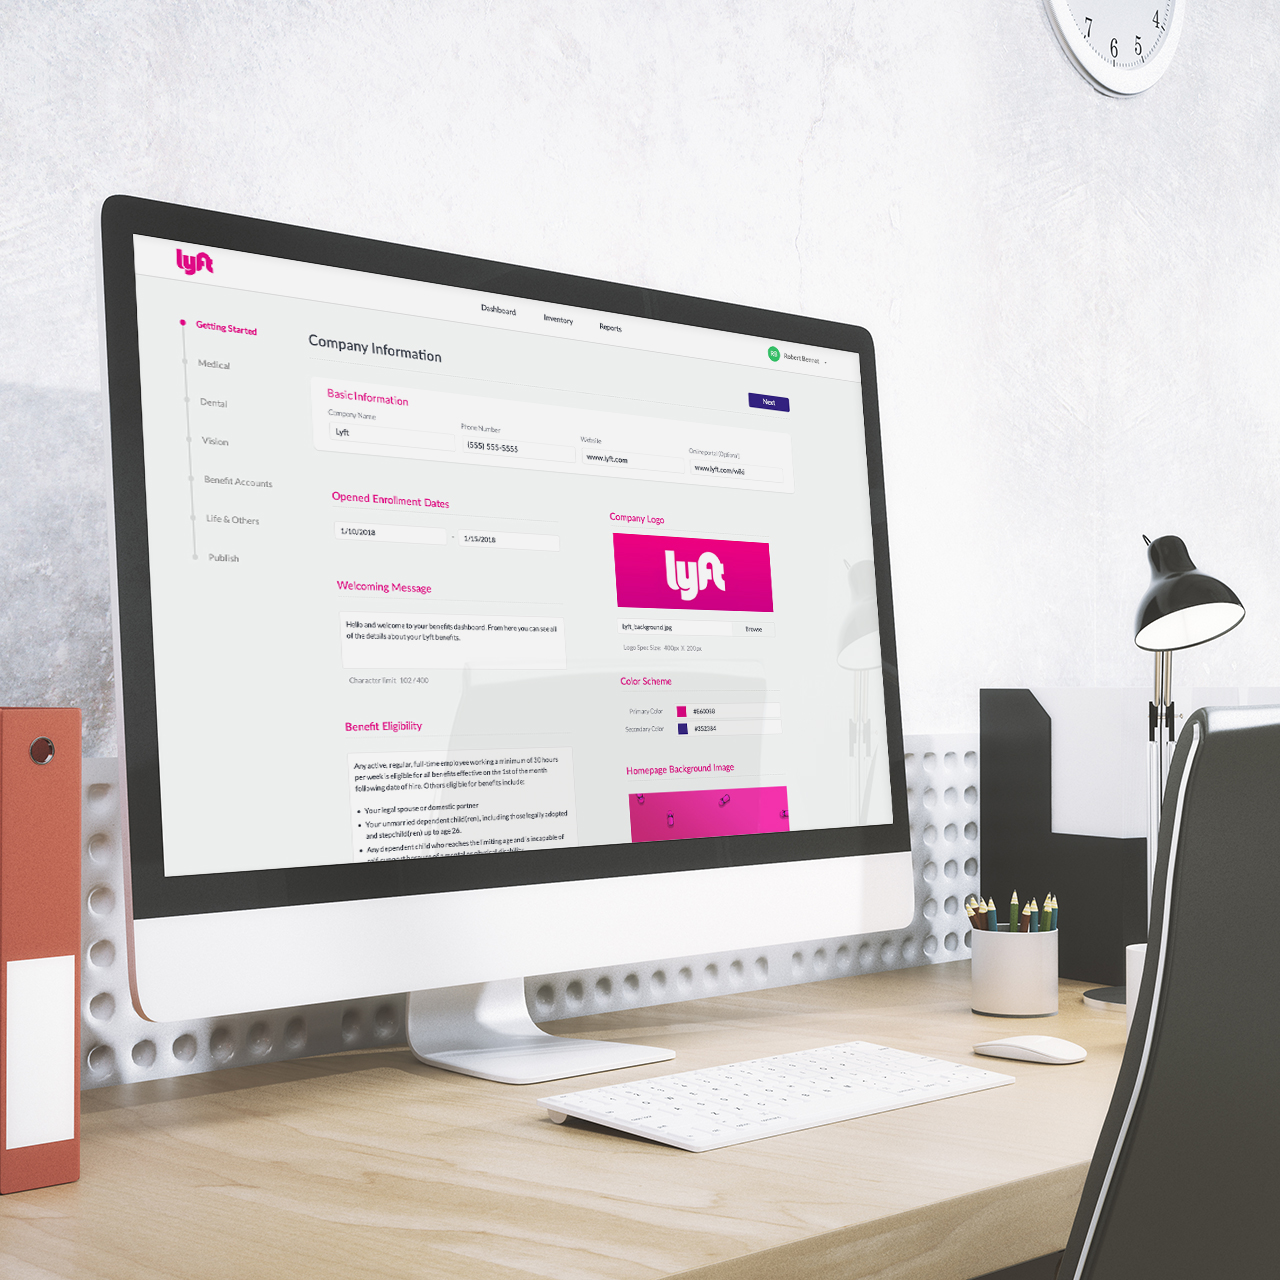 7 6 5 4
lyft
Dashboard Inventory Reports
RB Robert Bennet
Getting Started
Medical
Dental
Vision
Benefit Accounts
Life & Others
Publish
Company Information
Next
Basic Information
Company Name
Lyft
Phone Number
(555) 555-5555
Website
www.lyft.com
Online portal (Optional)
www.lyft.com/wiki
Opened Enrollment Dates
1/10/2018 - 1/15/2018
Welcoming Message
Hello and welcome to your benefits dashboard. From here you can see all
of the details about your Lyft benefits.
Character limit 102 / 400
Benefit Eligibility
Any active, regular, full-time employee working a minimum of 30 hours
per week is eligible for all benefits effective on the 1st of the month
following date of hire. Others eligible for benefits include:
• Your legal spouse or domestic partner
• Your unmarried dependent child(ren), including those legally adopted
and stepchild(ren) up to age 26.
• Any dependent child who reaches the limiting age and is incapable of
Company Logo
lyft
lyft_background.jpg Browse
Logo Spec Size: 400px X 200px
Color Scheme
Primary Color
Secondary Color #352384
Homepage Background Image